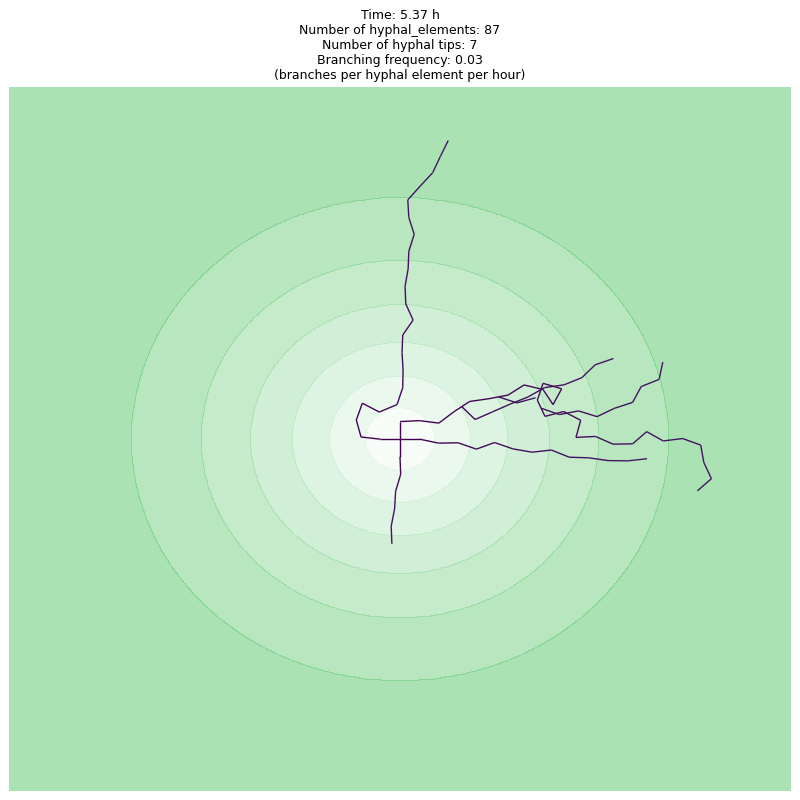 Time: 5.37 h
Number of hyphal_elements: 87
Number of hyphal tips: 7
Branching frequency: 0.03
(branches per hyphal element per hour)